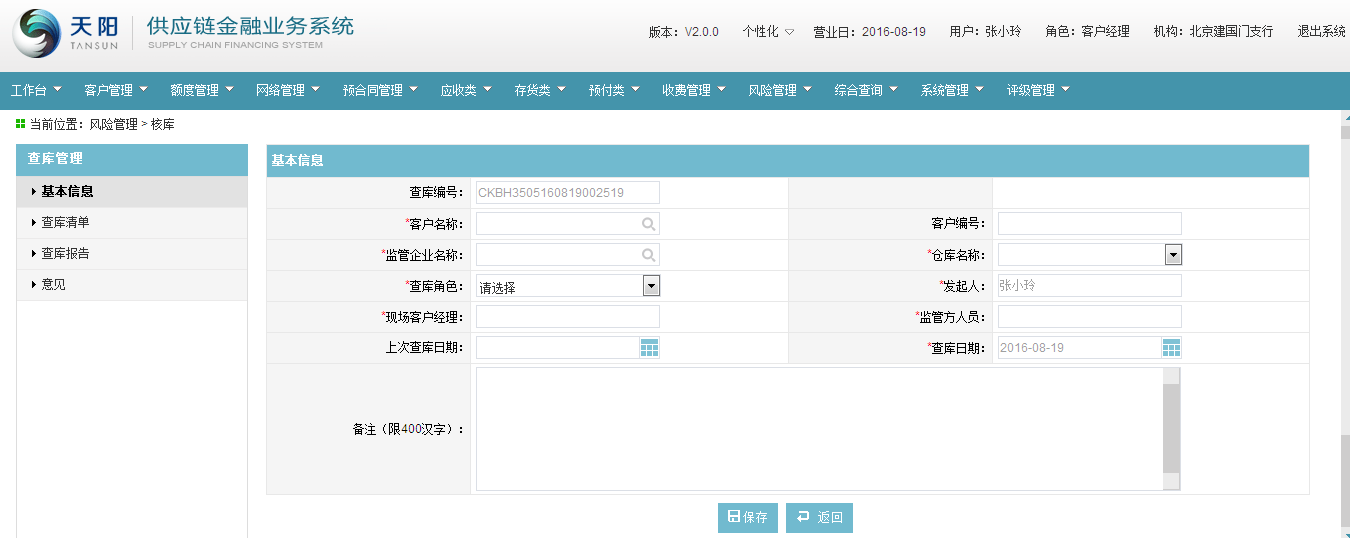 天阳 供应链金融业务系统
TANSUN SUPPLY CHAIN FINANCING SYSTEM
版本：V2.0.0 个性化 营业日：2016-08-19 用户：张小玲 角色：客户经理 机构：北京建国门支行 退出系统
工作台 客户管理 额度管理 网络管理 预合同管理 应收类 存货类 预付类 收费管理 风险管理 综合查询 系统管理 评级管理
当前位置：风险管理 > 核库
查库管理
基本信息
查库清单
查库报告
意见
基本信息
查库编号： CKBH3505160819002519
*客户名称： 客户编号：
*监管企业名称： *仓库名称：
*查库角色： 请选择 *发起人： 张小玲
*现场客户经理： *监管方人员：
上次查库日期： *查库日期： 2016-08-19
备注（限400汉字）：
保存 返回